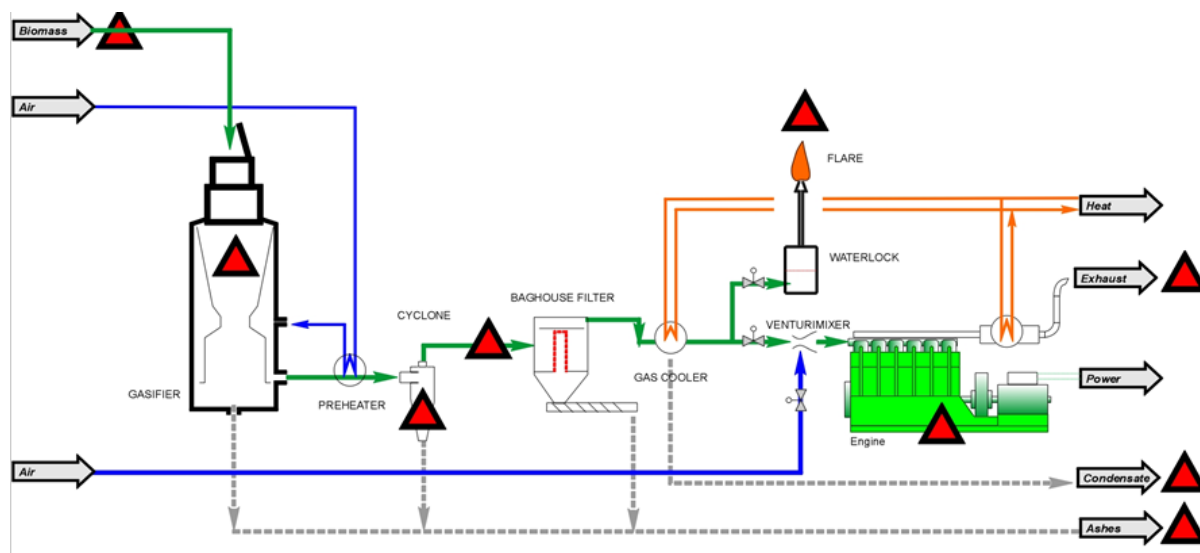 Biomass
Air
FLARE
Heat
WATERLOCK
Exhaust
BAGHOUSE FILTER
CYCLONE
VENTURIMIXER
GAS COOLER
Power
GASIFIER
PREHEATER
Engine
Air
Condensate
Ashes